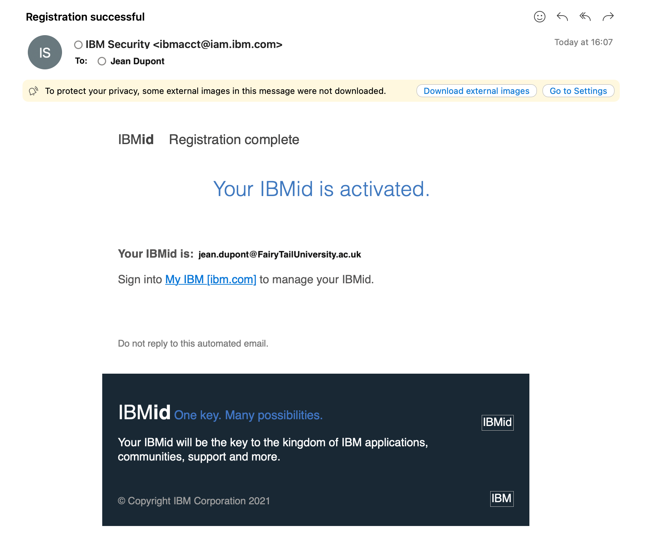 Registration successful
IS
IBM Security <ibmacct@iam.ibm.com>
Today at 16:07
To: Jean Dupont
To protect your privacy, some external images in this message were not downloaded.
Download external images
Go to Settings
IBMid Registration complete
Your IBMid is activated.
Your IBMid is: jean.dupont@FairyTailUniversity.ac.uk
Sign into My IBM [ibm.com] to manage your IBMid.
Do not reply to this automated email.
IBMid One key. Many possibilities.
IBMid
Your IBMid will be the key to the kingdom of IBM applications,
communities, support and more.
© Copyright IBM Corporation 2021
IBM